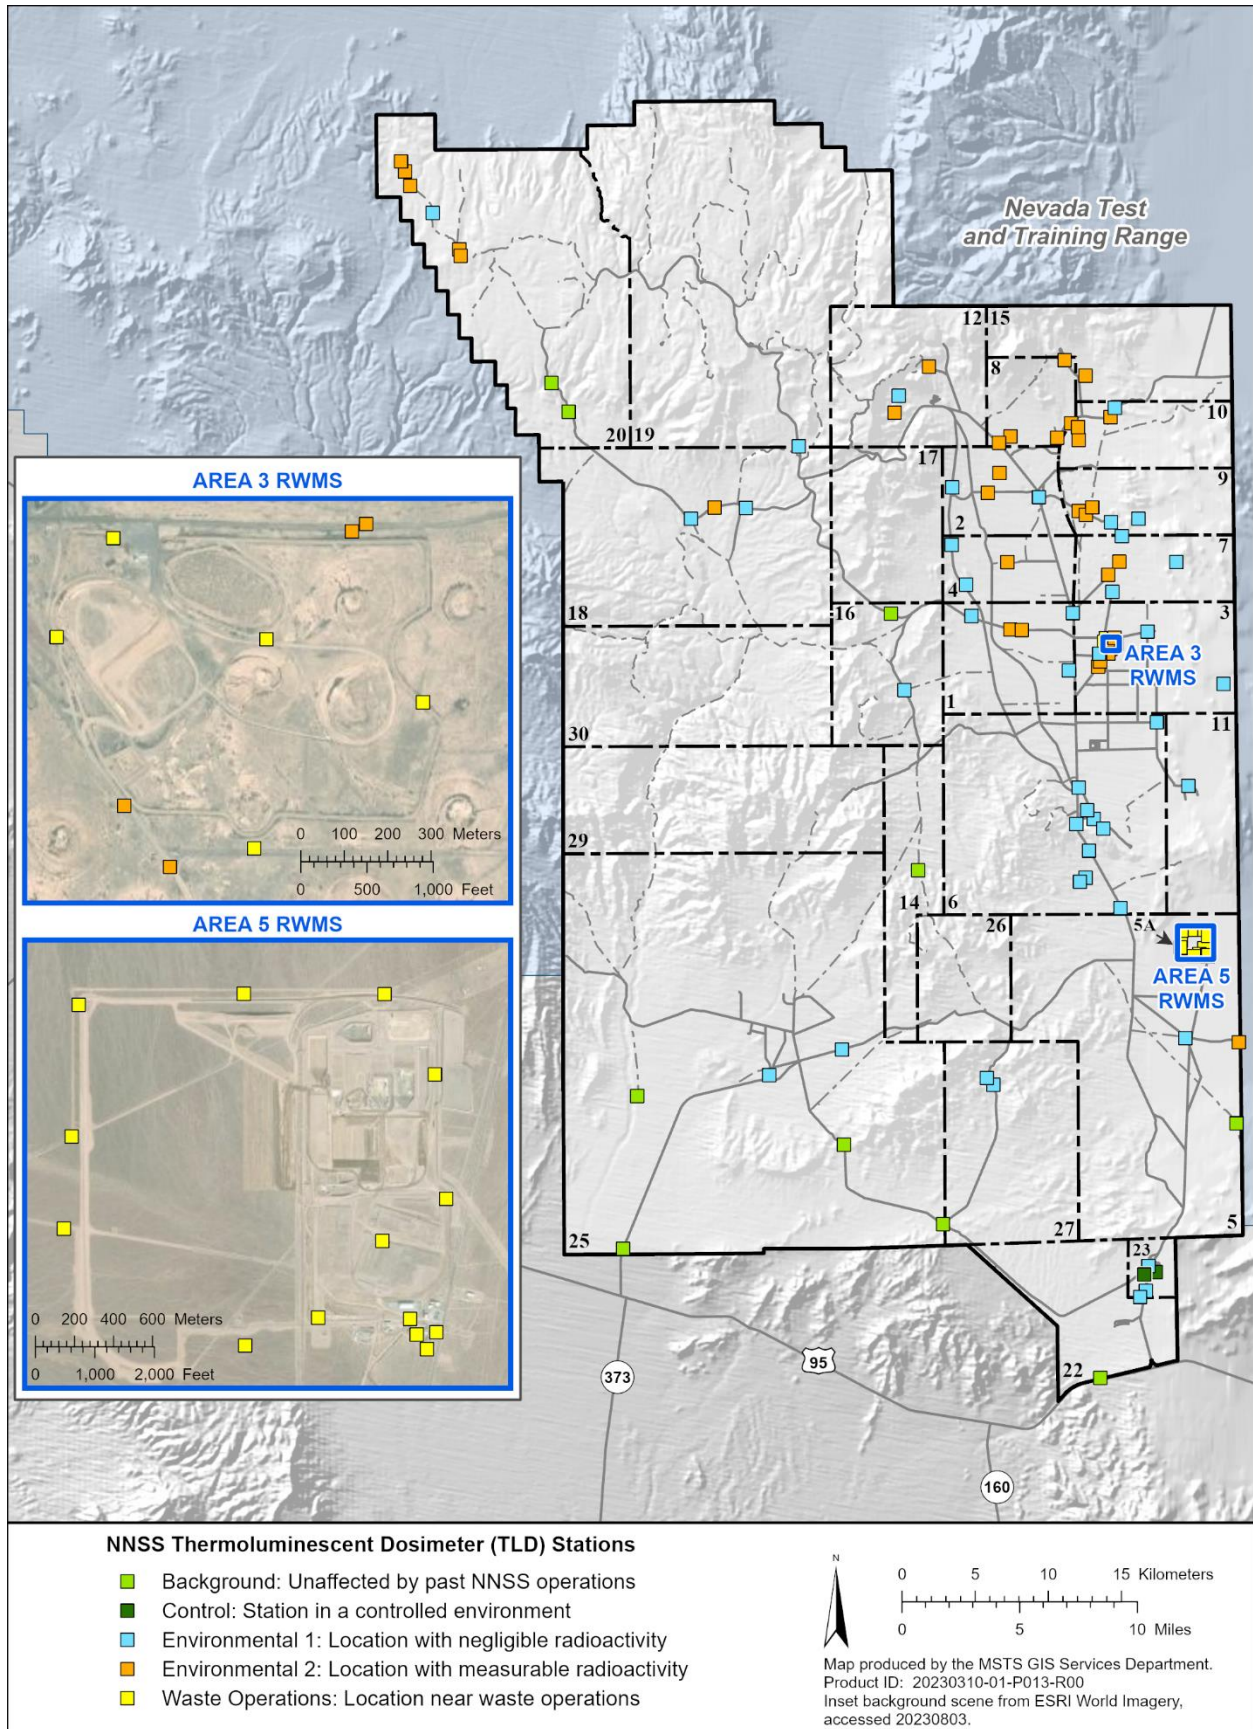 Nevada Test
and Training Range
12 15
8
10
20 19
17
9
2
7
18
16
4
3
AREA 3
RWMS
1
11
30
29
14
6
26
5A
AREA 5
RWMS
25
27
5
23
22
95
373
160
AREA 3 RWMS
0 100 200 300 Meters
0 500 1,000 Feet
AREA 5 RWMS
0 200 400 600 Meters
0 1,000 2,000 Feet
NNSS Thermoluminescent Dosimeter (TLD) Stations
Background: Unaffected by past NNSS operations
Control: Station in a controlled environment
Environmental 1: Location with negligible radioactivity
Environmental 2: Location with measurable radioactivity
Waste Operations: Location near waste operations
N
0 5 10 15 Kilometers
0 5 10 Miles
Map produced by the MSTS GIS Services Department.
Product ID: 20230310-01-P013-R00
Inset background scene from ESRI World Imagery,
accessed 20230803.